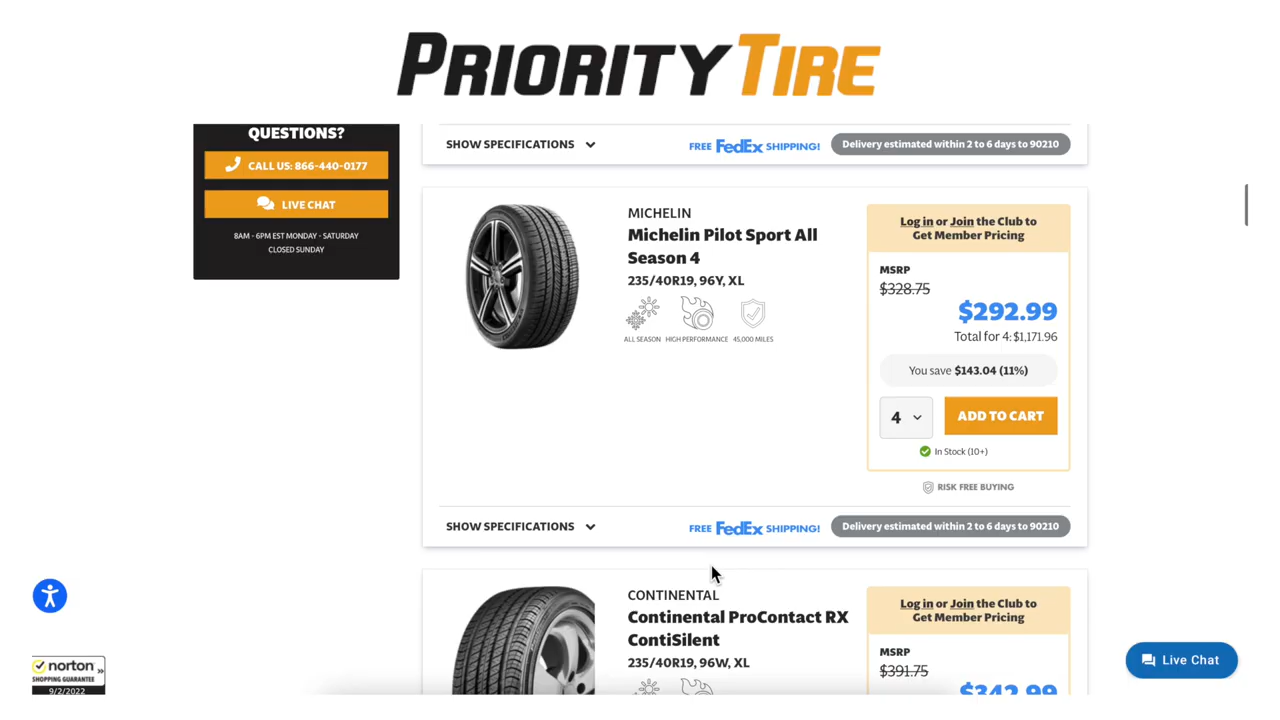 PRIORITYTIRE
QUESTIONS?
CALL US: 866-440-0177
LIVE CHAT
8AM - 6PM EST MONDAY - SATURDAY
CLOSED SUNDAY
SHOW SPECIFICATIONS
FREE FedEx SHIPPING!
Delivery estimated within 2 to 6 days to 90210
MICHELIN
Michelin Pilot Sport All
Season 4
235/40R19, 96Y, XL
ALL SEASON
HIGH PERFORMANCE
45,000 MILES
Log in or Join the Club to
Get Member Pricing
MSRP
$328.75
$292.99
Total for 4: $1,171.96
You save $143.04 (11%)
4
ADD TO CART
In Stock (10+)
RISK FREE BUYING
SHOW SPECIFICATIONS
FREE FedEx SHIPPING!
Delivery estimated within 2 to 6 days to 90210
CONTINENTAL
Continental ProContact RX
ContiSilent
235/40R19, 96W, XL
Log in or Join the Club to
Get Member Pricing
MSRP
$391.75
$342.99
norton
SHOPPING GUARANTEE
9/2/2022
Live Chat